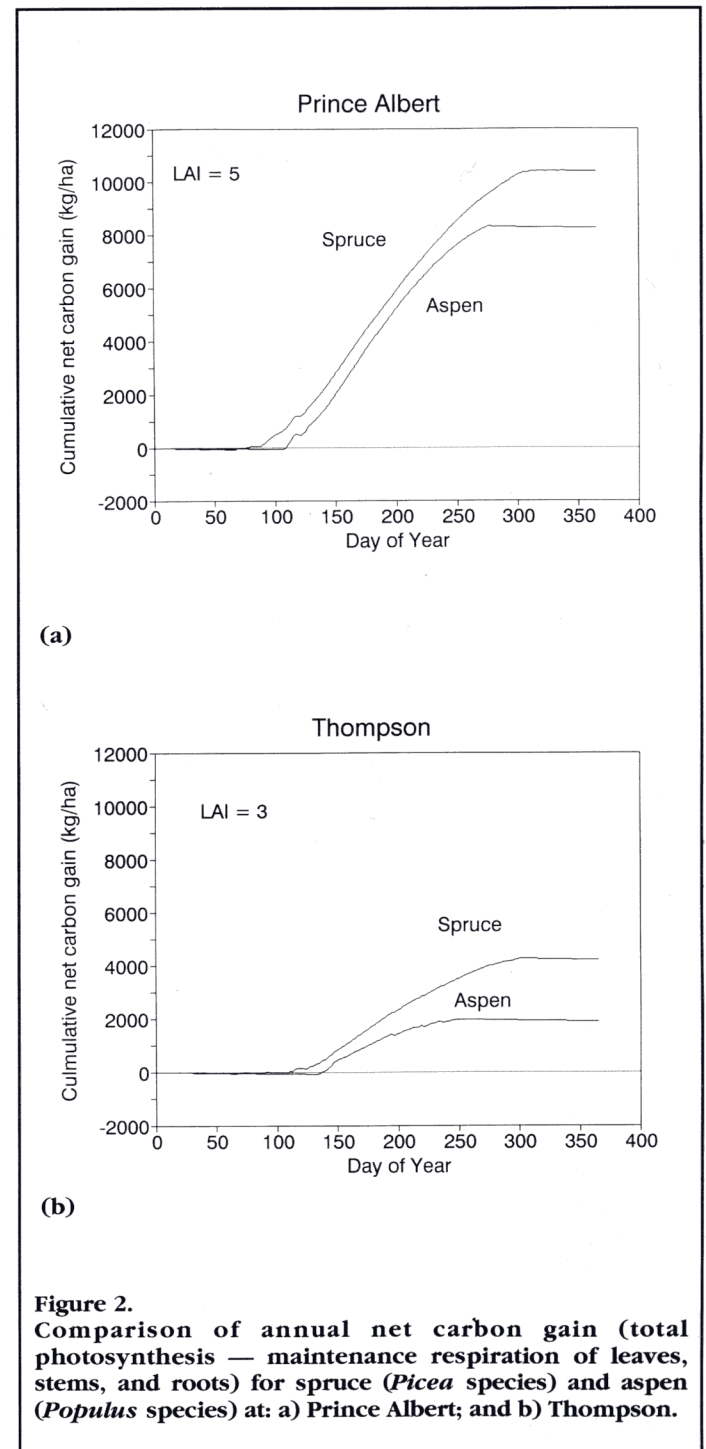 Prince Albert
12000
10000
8000
6000
4000
2000
0
-2000
Cumulative net carbon gain (kg/ha)
LAI = 5
Spruce
Aspen
0 50 100 150 200 250 300 350 400
Day of Year
(a)
Thompson
12000
10000
8000
6000
4000
2000
0
-2000
Culmulative net carbon gain (kg/ha)
LAI = 3
Spruce
Aspen
0 50 100 150 200 250 300 350 400
Day of Year
(b)
Figure 2.
Comparison of annual net carbon gain (total
photosynthesis — maintenance respiration of leaves,
stems, and roots) for spruce (Picea species) and aspen
(Populus species) at: a) Prince Albert; and b) Thompson.